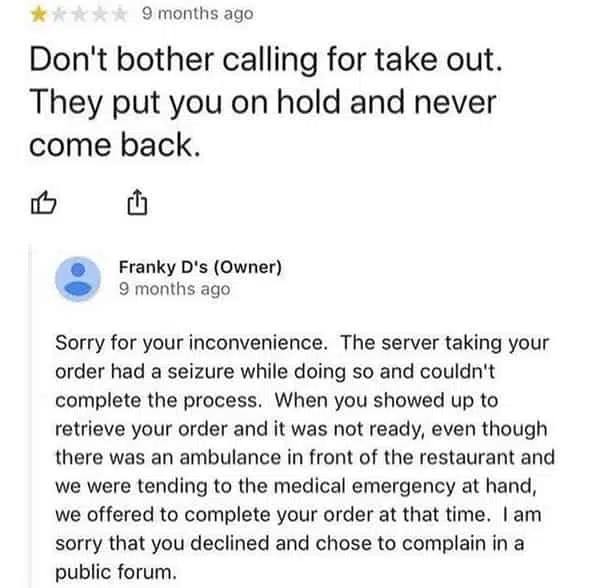 9 months ago
Don't bother calling for take out.
They put you on hold and never
come back.
Franky D's (Owner)
9 months ago
Sorry for your inconvenience.  The server taking your
order had a seizure while doing so and couldn't
complete the process.  When you showed up to
retrieve your order and it was not ready, even though
there was an ambulance in front of the restaurant and
we were tending to the medical emergency at hand,
we offered to complete your order at that time.  I am
sorry that you declined and chose to complain in a
public forum.